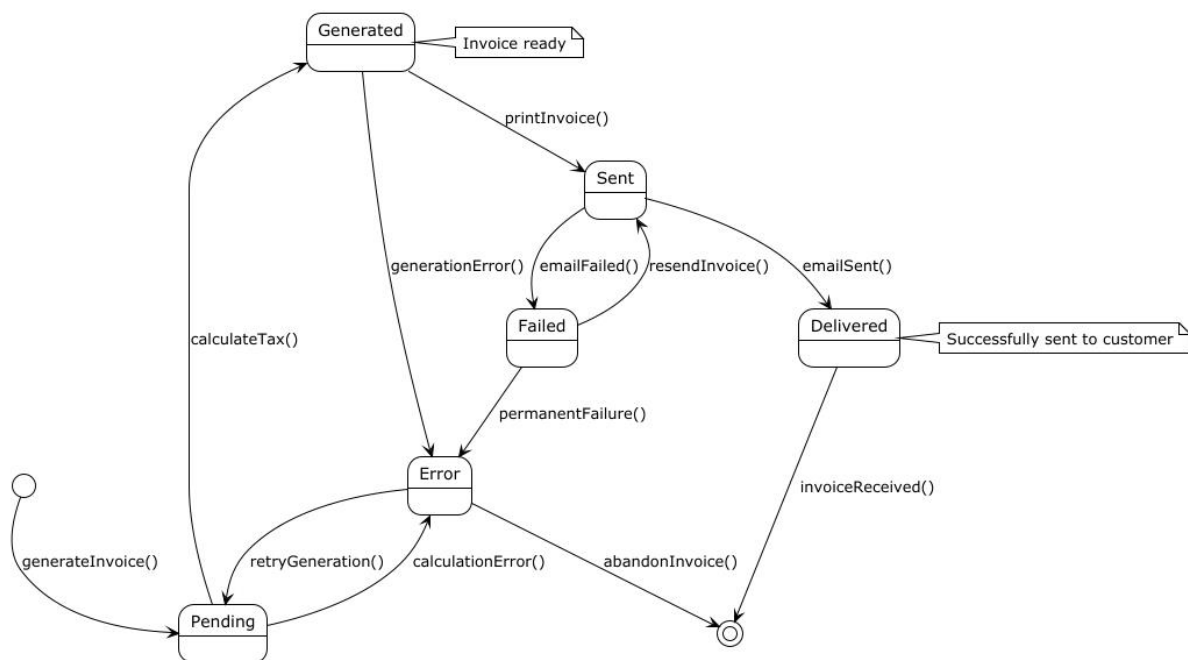 Generated
Invoice ready
printInvoice()
Sent
generationError()
emailFailed()
resendInvoice()
emailSent()
Failed
Delivered
Successfully sent to customer
calculateTax()
permanentFailure()
Error
invoiceReceived()
generateInvoice()
retryGeneration()
calculationError()
abandonInvoice()
Pending